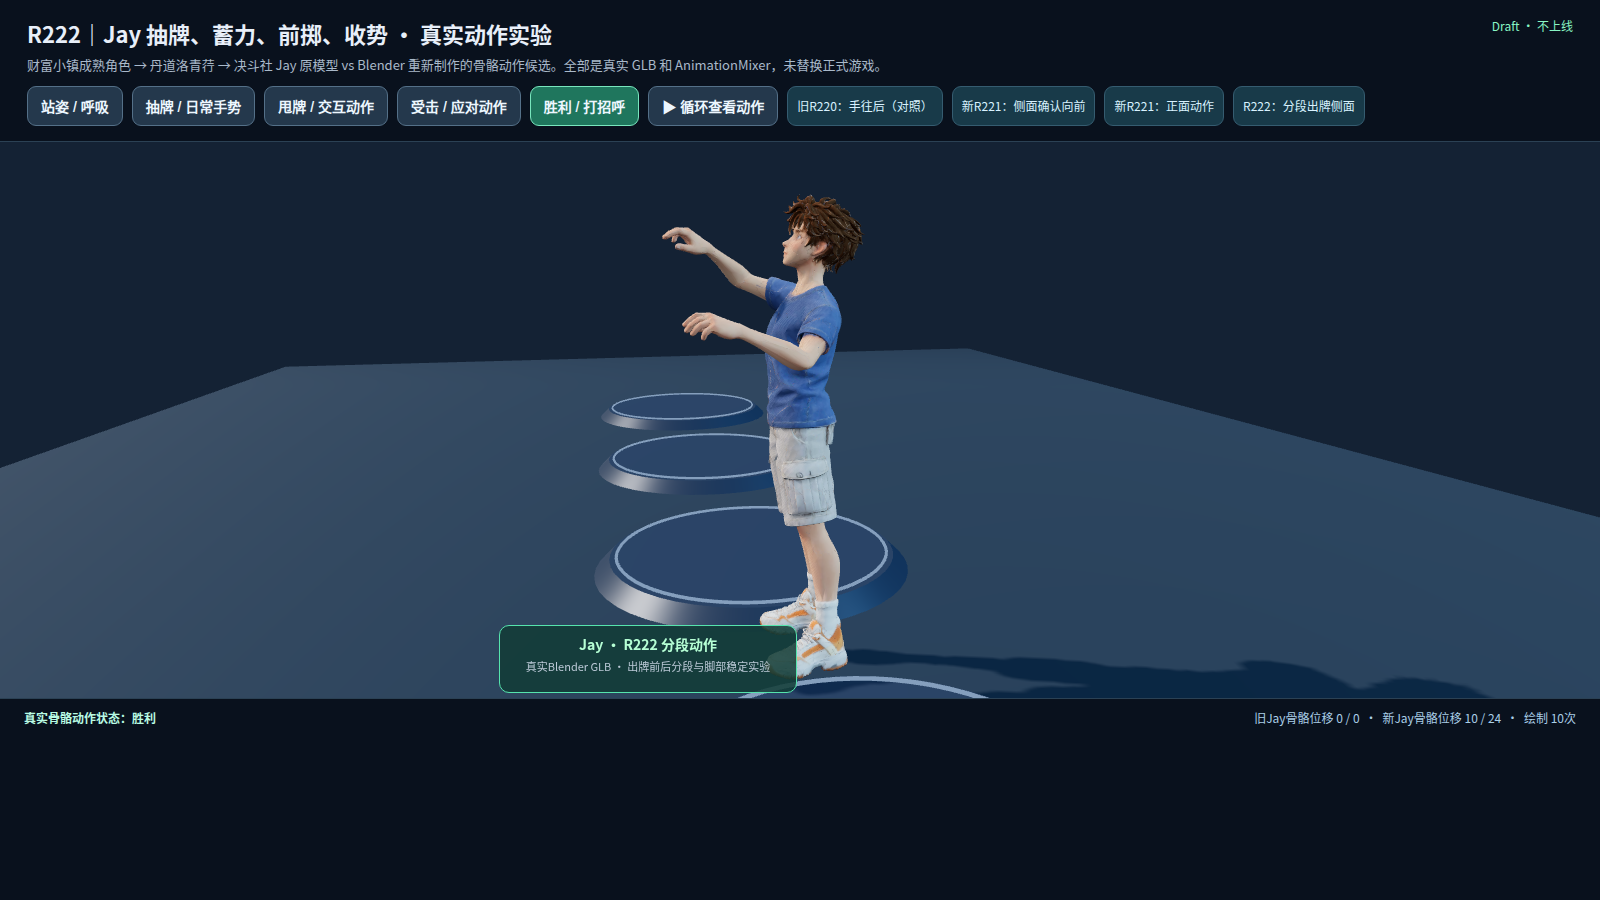 R222｜Jay 抽牌、蓄力、前掷、收势 · 真实动作实验
Draft · 不上线
财富小镇成熟角色 → 丹道洛青荇 → 决斗社 Jay 原模型 vs Blender 重新制作的骨骼动作候选。全部是真实 GLB 和 AnimationMixer，未替换正式游戏。
站姿 / 呼吸
抽牌 / 日常手势
甩牌 / 交互动作
受击 / 应对动作
胜利 / 打招呼
▶ 循环查看动作
旧R220：手往后（对照）
新R221：侧面确认向前
新R221：正面动作
R222：分段出牌侧面
Jay · R222 分段动作
真实Blender GLB · 出牌前后分段与脚部稳定实验
真实骨骼动作状态：胜利
旧Jay骨骼位移 0 / 0 · 新Jay骨骼位移 10 / 24 · 绘制 10次